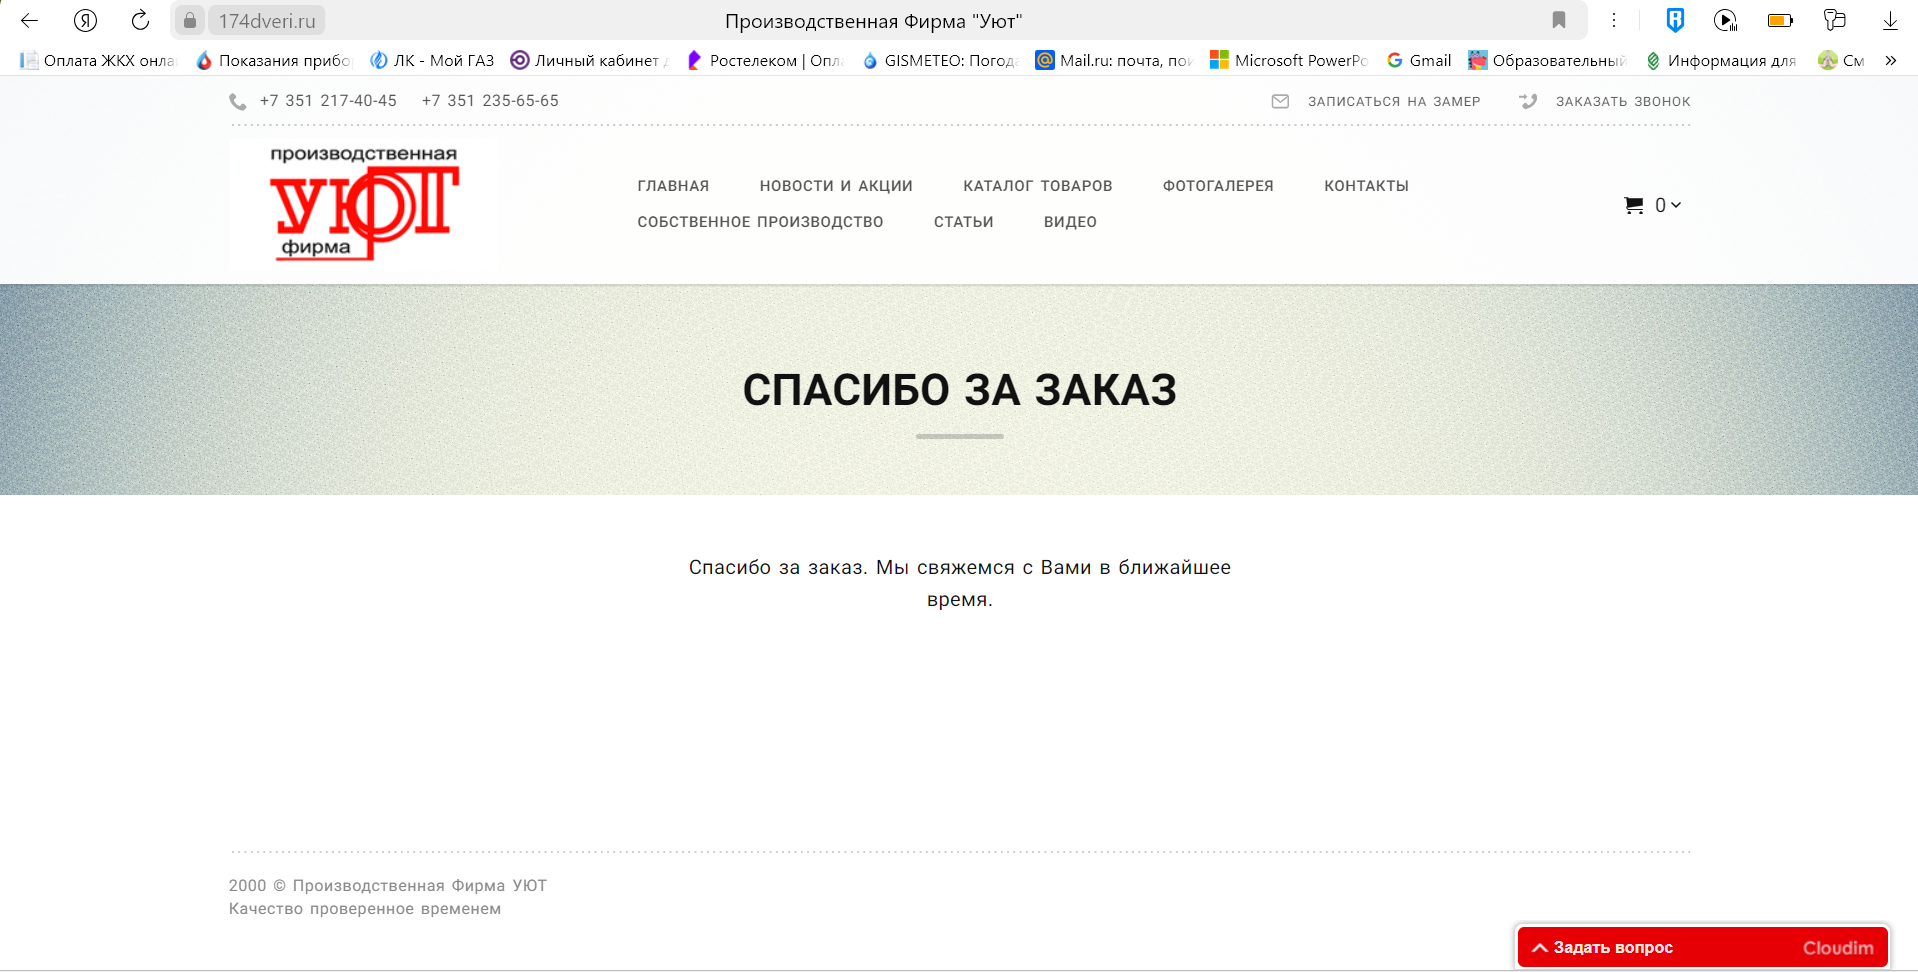 174dveri.ru
Производственная Фирма "Уют"
Оплата ЖКХ онла
Показания прибо
ЛК - Мой ГАЗ
Личный кабинет
Ростелеком | Опл
GISMETEO: Погод
Mail.ru: почта, пои
Microsoft PowerPo
Gmail
Образовательный
Информация для
См
+7 351 217-40-45 +7 351 235-65-65
ЗАПИСАТЬСЯ НА ЗАМЕР
ЗАКАЗАТЬ ЗВОНОК
производственная
УЮТ
фирма
ГЛАВНАЯ НОВОСТИ И АКЦИИ КАТАЛОГ ТОВАРОВ ФОТОГАЛЕРЕЯ КОНТАКТЫ
СОБСТВЕННОЕ ПРОИЗВОДСТВО СТАТЬИ ВИДЕО
0
СПАСИБО ЗА ЗАКАЗ
Спасибо за заказ. Мы свяжемся с Вами в ближайшее
время.
2000 © Производственная Фирма УЮТ
Качество проверенное временем
Задать вопрос
Cloudim